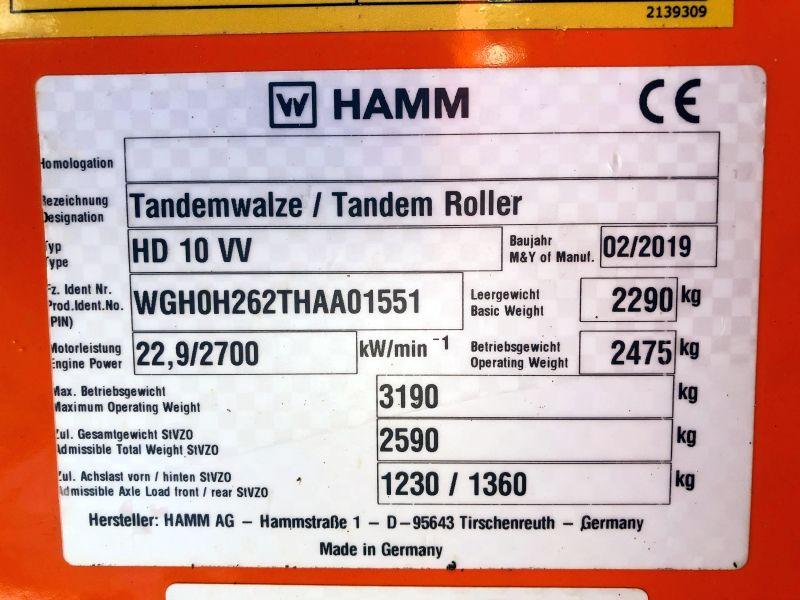 2139309
HAMM CE
Homologation
Bezeichnung
Designation
Tandemwalze / Tandem Roller
Typ
Type
HD 10 VV
Baujahr
M&Y of Manuf.
02/2019
Fz. Ident Nr.
Prod.Ident.No.
(PIN)
WGH0H262THAA01551
Leergewicht
Basic Weight
2290 kg
Motorleistung
Engine Power
22,9/2700 kW/min⁻¹
Betriebsgewicht
Operating Weight
2475 kg
Max. Betriebsgewicht
Maximum Operating Weight
3190 kg
Zul. Gesamtgewicht StVZO
Admissible Total Weight StVZO
2590 kg
Zul. Achslast vorn / hinten StVZO
Admissible Axle Load front / rear StVZO
1230 / 1360 kg
Hersteller: HAMM AG – Hammstraße 1 – D–95643 Tirschenreuth – Germany
Made in Germany